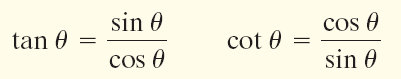 tan θ = sin θ / cos θ    cot θ = cos θ / sin θ